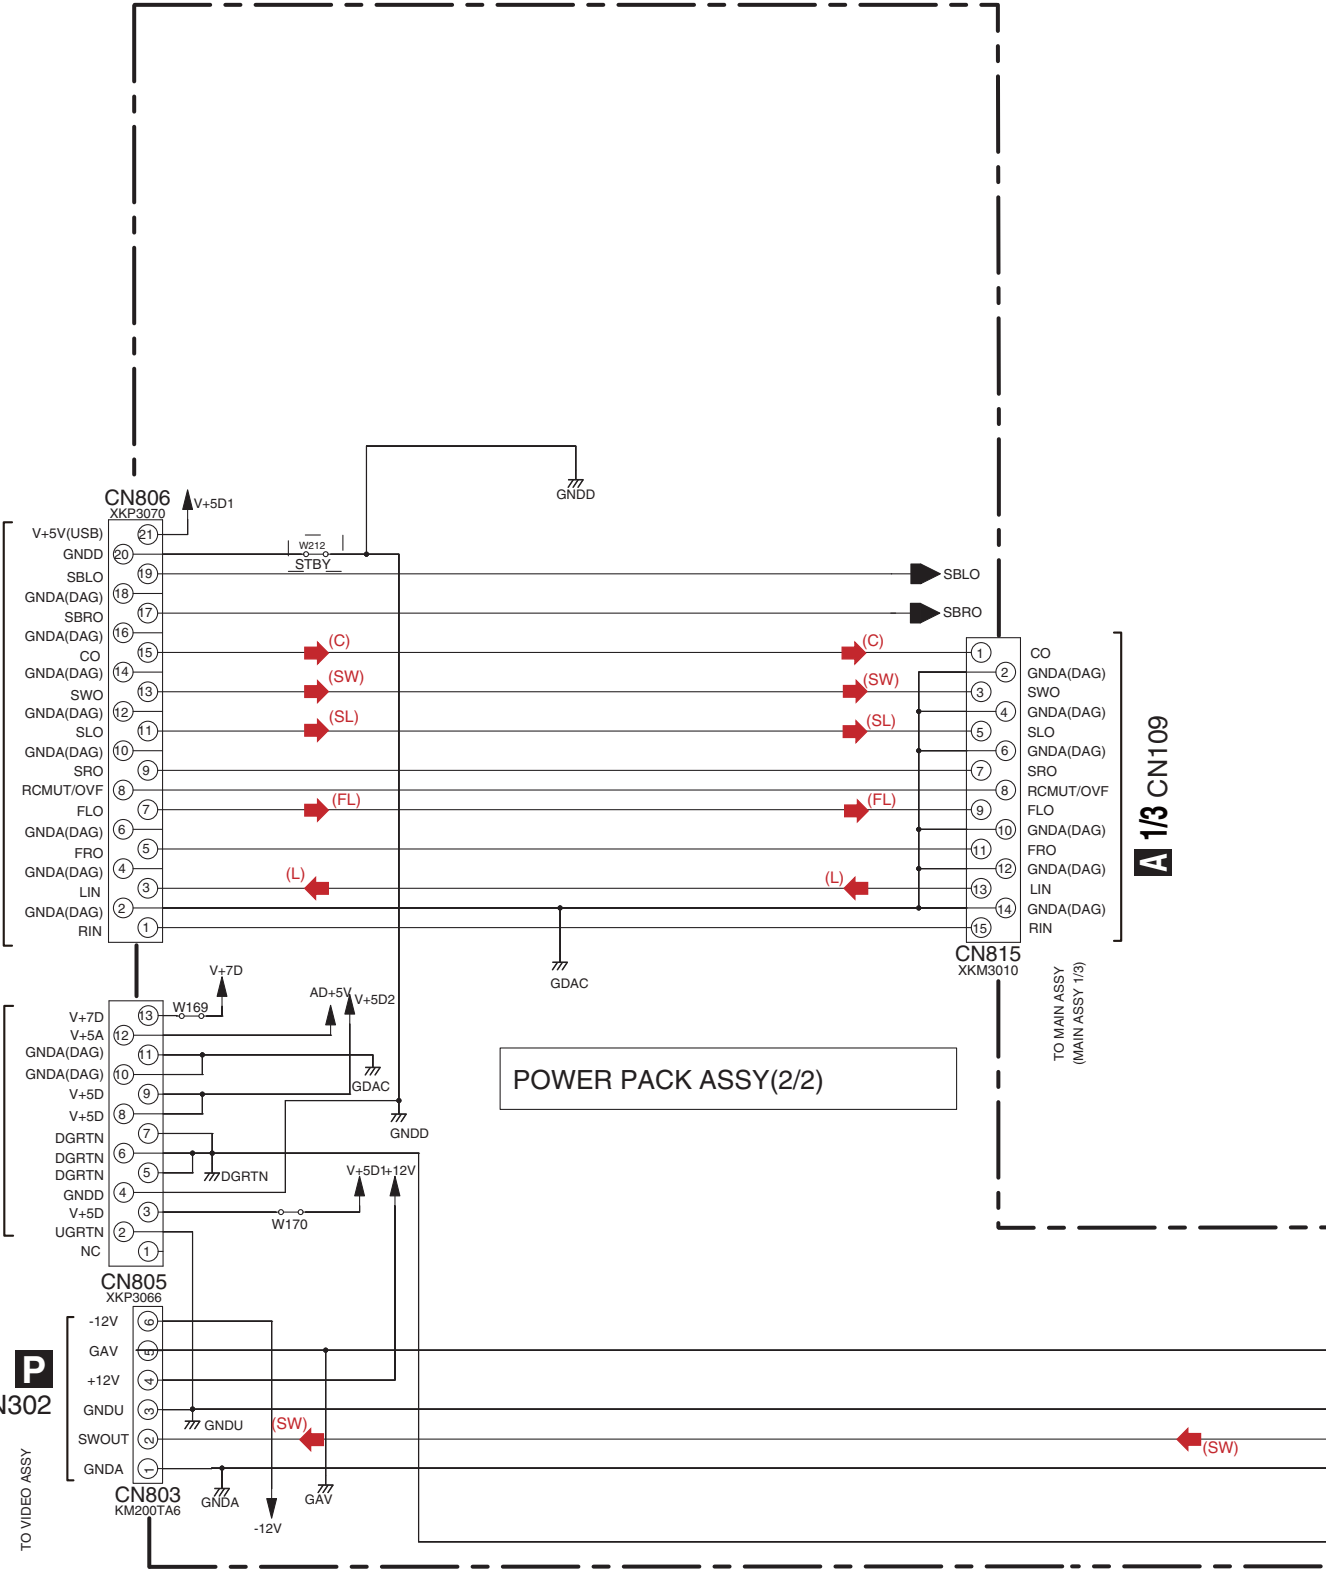 GNDD
CN806
XKP3070
V+5D1
V+5V(USB) 21
GNDD 20
W212
STBY
SBLO 19
SBLO
GNDA(DAG) 18
SBRO 17
SBRO
GNDA(DAG) 16
CO 15
(C)
(C)
GNDA(DAG) 14
SWO 13
(SW)
(SW)
GNDA(DAG) 12
SLO 11
(SL)
(SL)
GNDA(DAG) 10
SRO 9
RCMUT/OVF 8
FLO 7
(FL)
(FL)
GNDA(DAG) 6
FRO 5
GNDA(DAG) 4
LIN 3
(L)
(L)
GNDA(DAG) 2
RIN 1
1 CO
2 GNDA(DAG)
3 SWO
4 GNDA(DAG)
5 SLO
6 GNDA(DAG)
7 SRO
8 RCMUT/OVF
9 FLO
10 GNDA(DAG)
11 FRO
12 GNDA(DAG)
13 LIN
14 GNDA(DAG)
15 RIN
CN815
XKM3010
A 1/3 CN109
TO MAIN ASSY
(MAIN ASSY 1/3)
GDAC
V+7D
W169
AD+5V
V+5D2
V+7D 13
V+5A 12
GNDA(DAG) 11
GNDA(DAG) 10
GDAC
V+5D 9
V+5D 8
DGRTN 7
DGRTN 6
DGRTN 5
GNDD 4
V+5D 3
UGRTN 2
NC 1
GNDD
DGRTN
V+5D1
+12V
W170
POWER PACK ASSY(2/2)
CN805
XKP3066
-12V 6
GAV 5
+12V 4
GNDU 3
SWOUT 2
GNDA 1
GNDU
(SW)
(SW)
GNDA
GAV
-12V
CN803
KM200TA6
P
N302
TO VIDEO ASSY